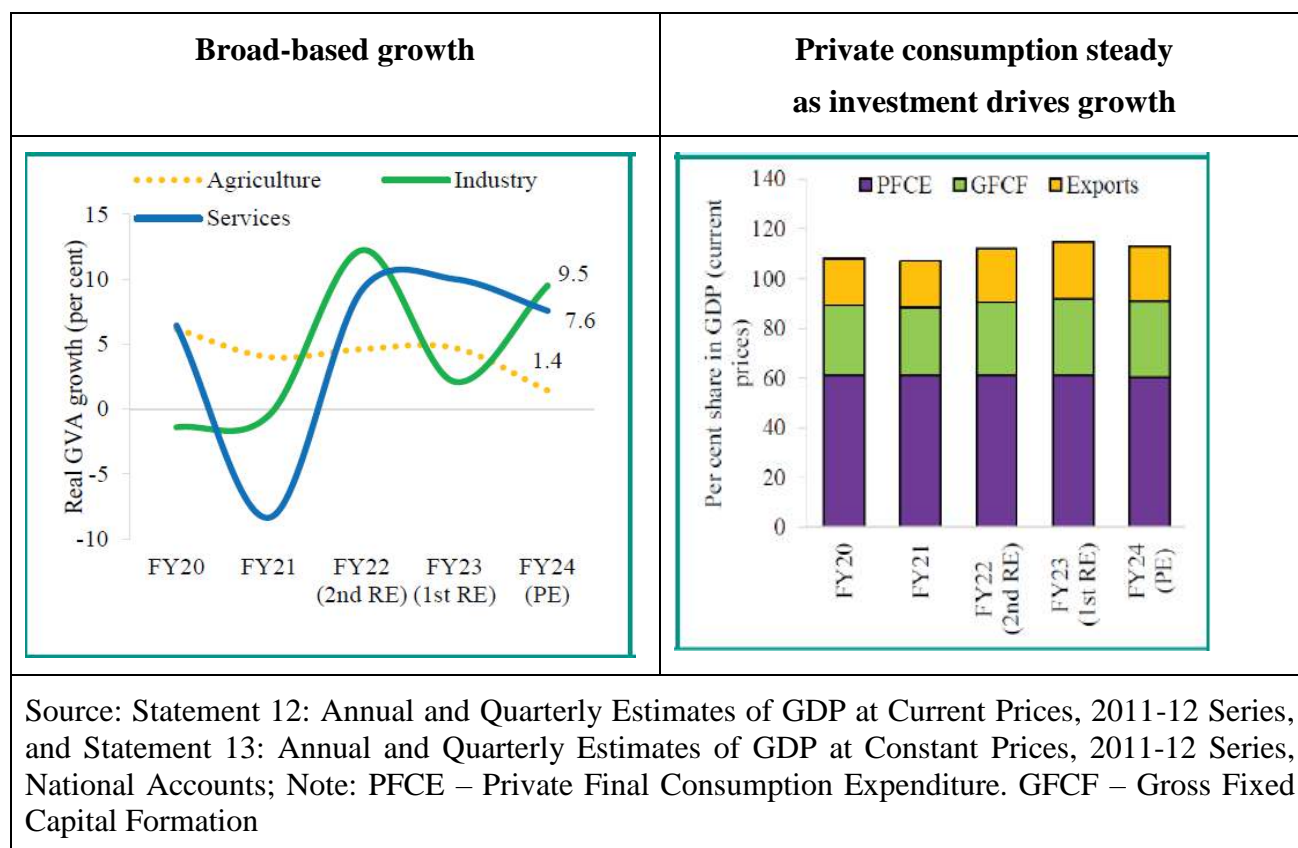 Broad-based growth
Private consumption steady
as investment drives growth
Agriculture
Industry
Services
Real GVA growth (per cent)
15
10
5
0
-5
-10
9.5
7.6
1.4
FY20
FY21
FY22
(2nd RE)
FY23
(1st RE)
FY24
(PE)
PFCE
GFCF
Exports
Per cent share in GDP (current
prices)
140
120
100
80
60
40
20
0
FY20
FY21
FY22
(2nd RE)
FY23
(1st RE)
FY24
(PE)
Source: Statement 12: Annual and Quarterly Estimates of GDP at Current Prices, 2011-12 Series,
and Statement 13: Annual and Quarterly Estimates of GDP at Constant Prices, 2011-12 Series,
National Accounts; Note: PFCE – Private Final Consumption Expenditure. GFCF – Gross Fixed
Capital Formation